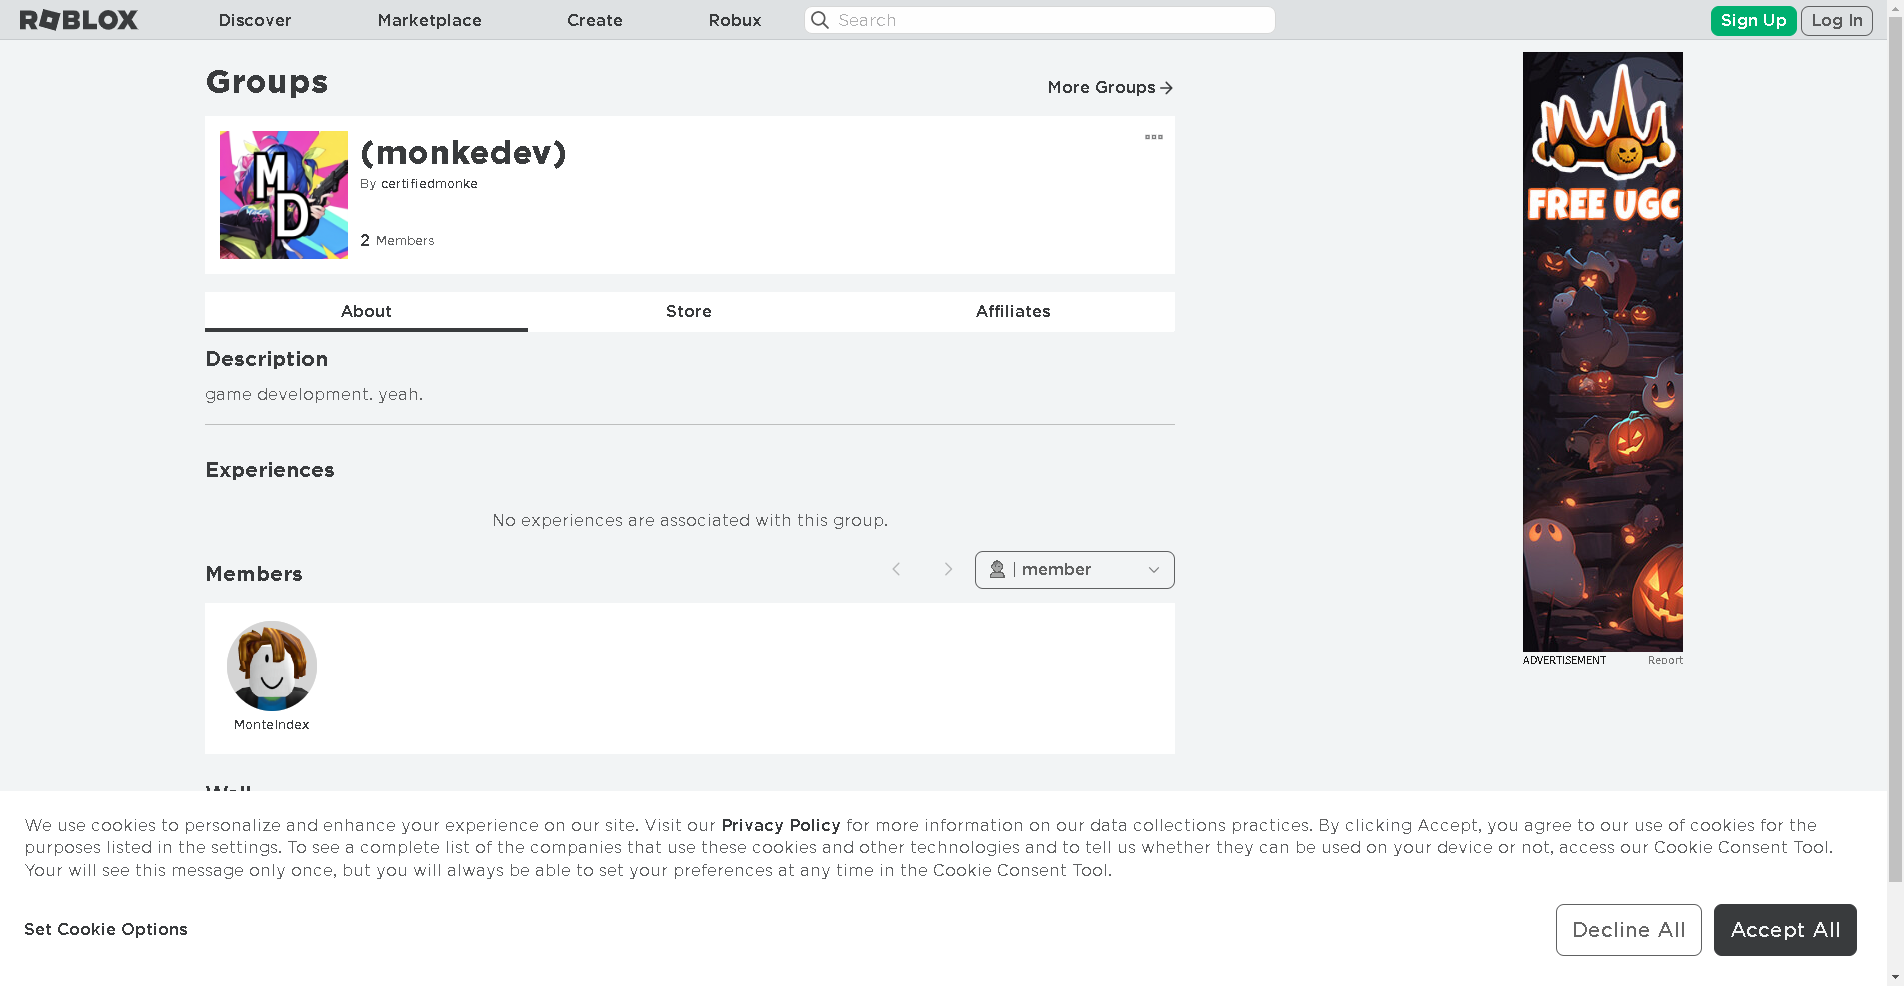 ROBLOX
Discover
Marketplace
Create
Robux
Search
Sign Up
Log In
Groups
More Groups
MD
(monkedev)
By certifiedmonke
2 Members
About
Store
Affiliates
Description
game development. yeah.
Experiences
No experiences are associated with this group.
Members
| member
MonteIndex
Wall
FREE UGC
ADVERTISEMENT
Report
We use cookies to personalize and enhance your experience on our site. Visit our Privacy Policy for more information on our data collections practices. By clicking Accept, you agree to our use of cookies for the
purposes listed in the settings. To see a complete list of the companies that use these cookies and other technologies and to tell us whether they can be used on your device or not, access our Cookie Consent Tool.
Your will see this message only once, but you will always be able to set your preferences at any time in the Cookie Consent Tool.
Set Cookie Options
Decline All
Accept All